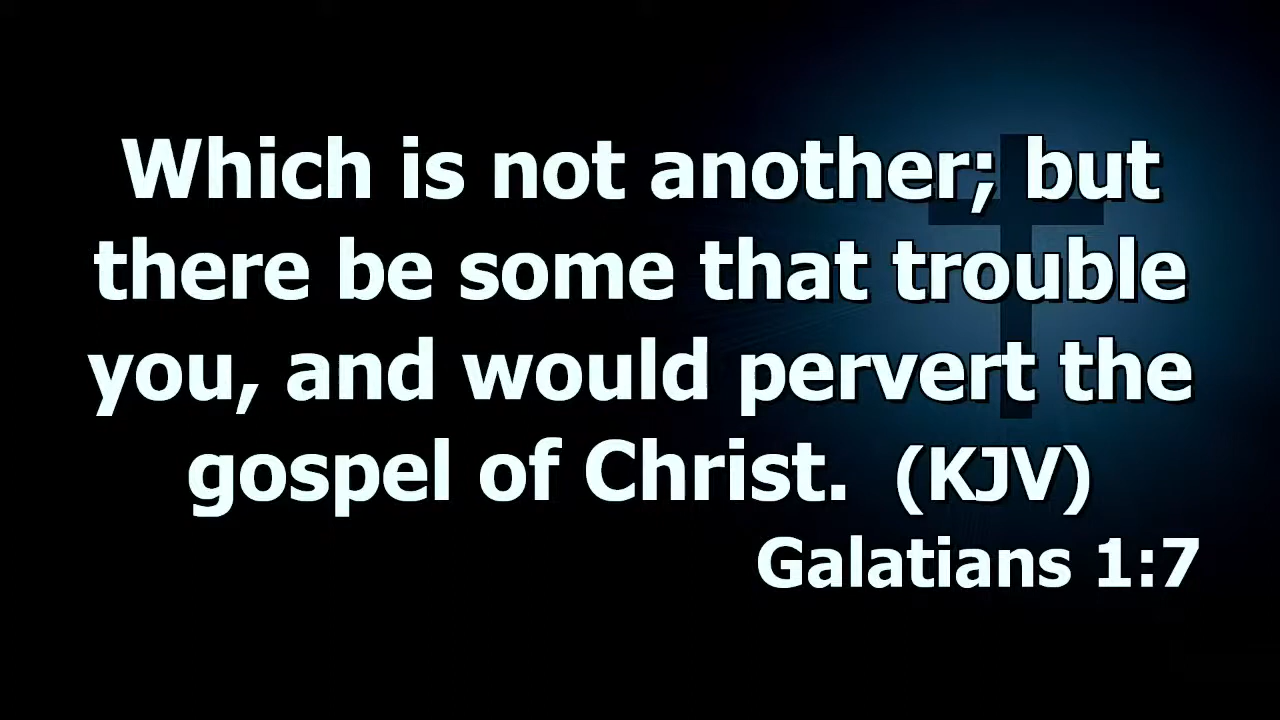 Which is not another; but
there be some that trouble
you, and would pervert the
gospel of Christ.  (KJV)
Galatians 1:7